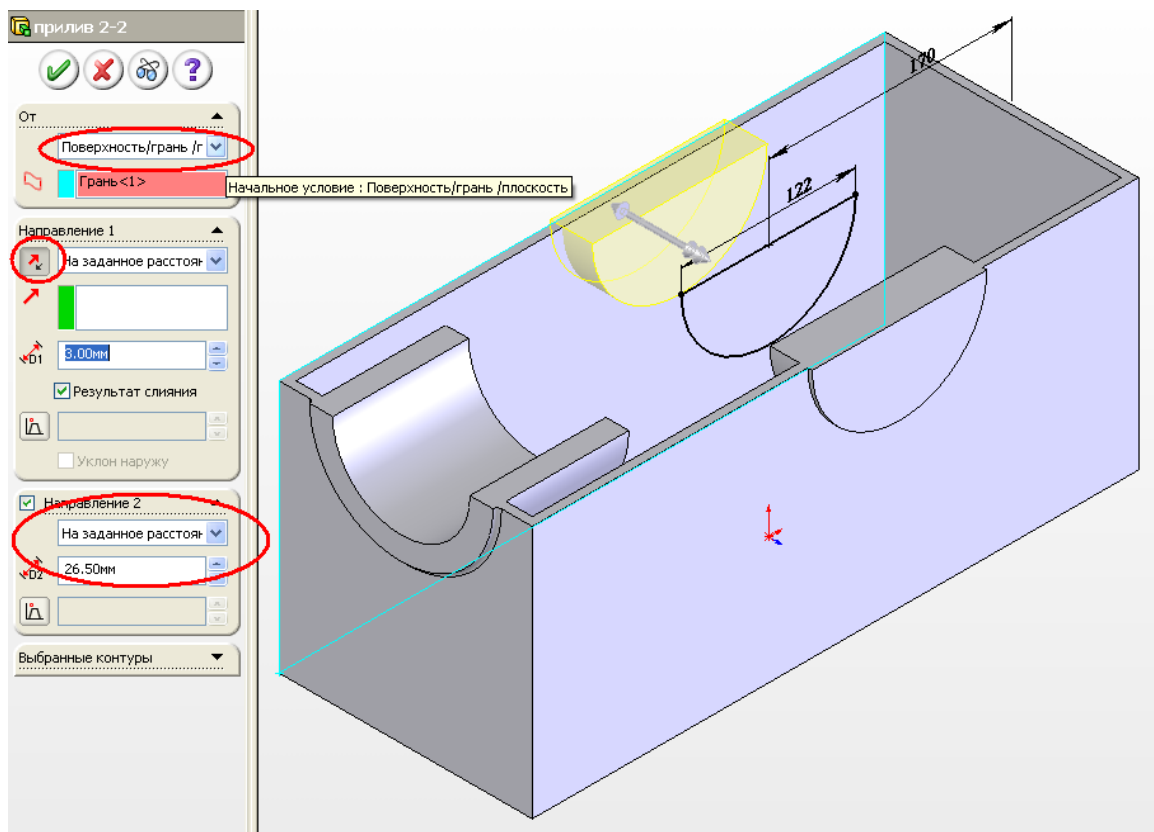 прилив 2-2
От
Поверхность/грань /г
Грань<1>
Начальное условие : Поверхность/грань /плоскость
Направление 1
На заданное расстоян
D1
3.00мм
Результат слияния
Уклон наружу
Направление 2
На заданное расстоян
D2
26.50мм
Выбранные контуры
170
122